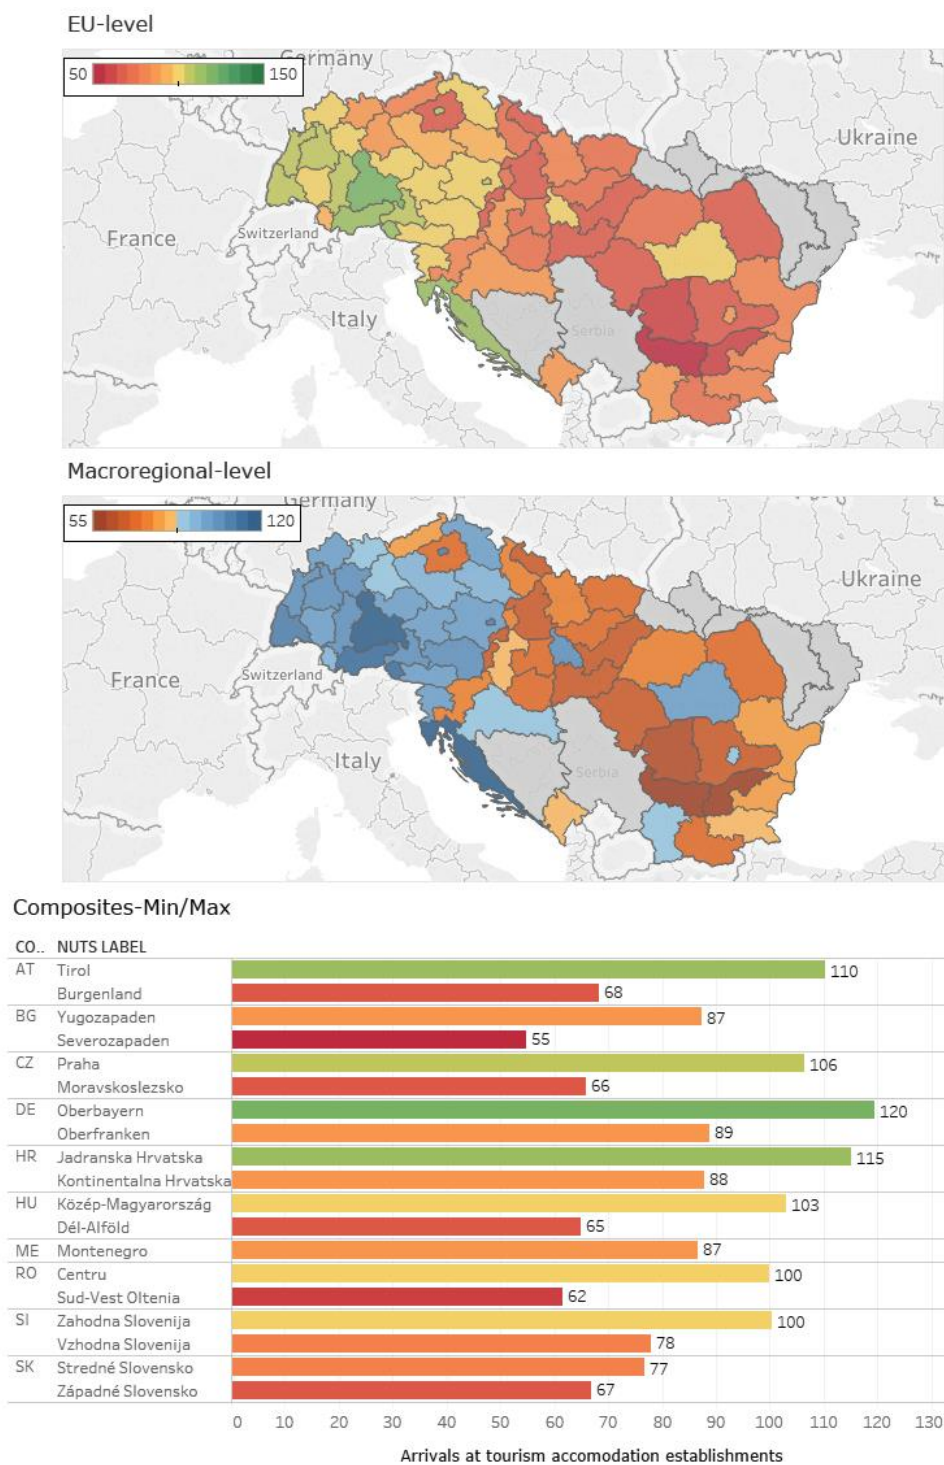 EU-level
50 150
Germany
Ukraine
France
Switzerland
Italy
Serbia
Macroregional-level
55 120
Germany
Ukraine
France
Switzerland
Italy
Serbia
Composites-Min/Max
CO.. NUTS LABEL
AT Tirol 110
Burgenland 68
BG Yugozapaden 87
Severozapaden 55
CZ Praha 106
Moravskoslezsko 66
DE Oberbayern 120
Oberfranken 89
HR Jadranska Hrvatska 115
Kontinentalna Hrvatska 88
HU Közép-Magyarország 103
Dél-Alföld 65
ME Montenegro 87
RO Centru 100
Sud-Vest Oltenia 62
SI Zahodna Slovenija 100
Vzhodna Slovenija 78
SK Stredné Slovensko 77
Západné Slovensko 67
0 10 20 30 40 50 60 70 80 90 100 110 120 130
Arrivals at tourism accomodation establishments